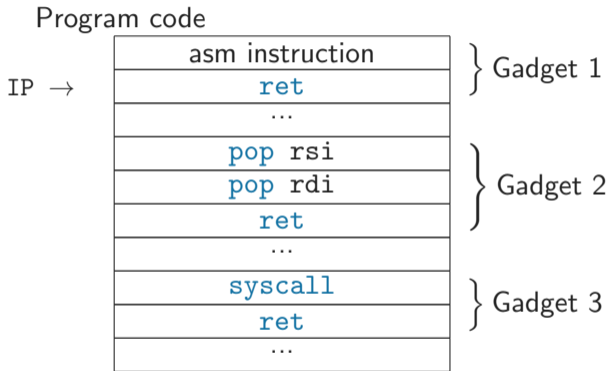 Program code
asm instruction
} Gadget 1
IP → ret
...
pop rsi
pop rdi
} Gadget 2
ret
...
syscall
} Gadget 3
ret
...